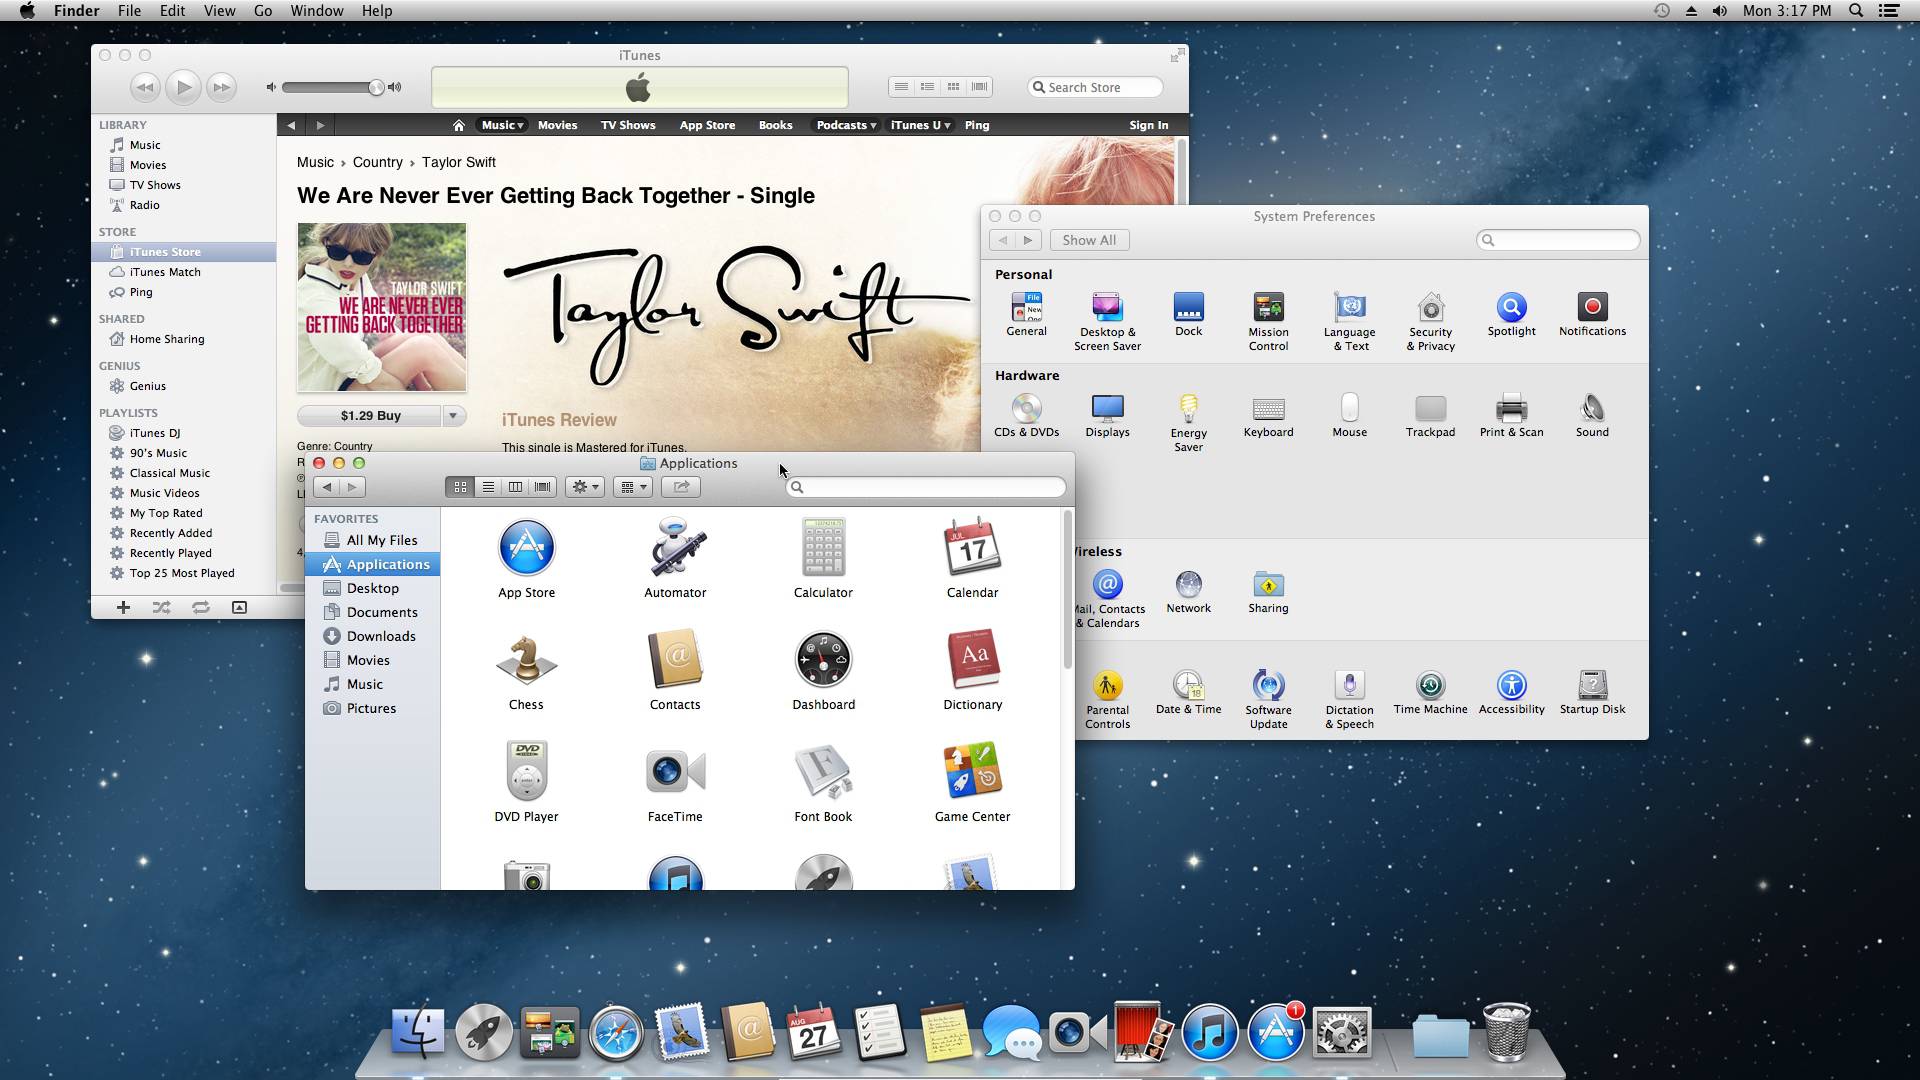 Finder File Edit View Go Window Help
Mon 3:17 PM
iTunes
Search Store
LIBRARY
Music
Movies
TV Shows
Radio
STORE
iTunes Store
iTunes Match
Ping
SHARED
Home Sharing
GENIUS
Genius
PLAYLISTS
iTunes DJ
90's Music
Classical Music
Music Videos
My Top Rated
Recently Added
Recently Played
Top 25 Most Played
Music Movies TV Shows App Store Books Podcasts iTunes U Ping
Sign In
Music › Country › Taylor Swift
We Are Never Ever Getting Back Together - Single
TAYLOR SWIFT
WE ARE NEVER EVER
GETTING BACK TOGETHER
Taylor Swift
$1.29 Buy
Genre: Country
iTunes Review
This single is Mastered for iTunes.
System Preferences
Show All
Personal
General
Desktop &
Screen Saver
Dock
Mission
Control
Language
& Text
Security
& Privacy
Spotlight
Notifications
Hardware
CDs & DVDs
Displays
Energy
Saver
Keyboard
Mouse
Trackpad
Print & Scan
Sound
Wireless
Mail, Contacts
& Calendars
Network
Sharing
Parental
Controls
Date & Time
Software
Update
Dictation
& Speech
Time Machine
Accessibility
Startup Disk
Applications
FAVORITES
All My Files
Applications
Desktop
Documents
Downloads
Movies
Music
Pictures
App Store
Automator
Calculator
JUL
17
Calendar
Chess
Contacts
Dashboard
Aa
Dictionary
DVD
DVD Player
FaceTime
F
Font Book
Game Center
AUG
27
1